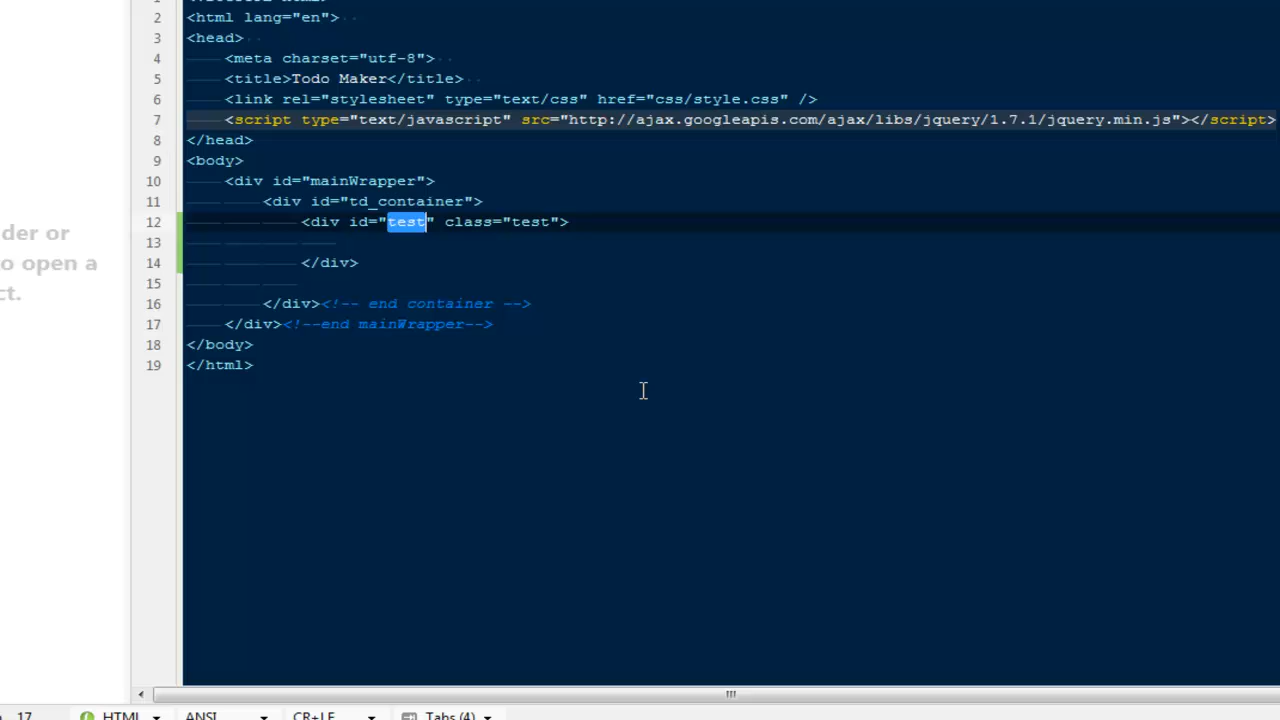 2 <html lang="en">
3 <head>
4 <meta charset="utf-8">
5 <title>Todo Maker</title>
6 <link rel="stylesheet" type="text/css" href="css/style.css" />
7 <script type="text/javascript" src="http://ajax.googleapis.com/ajax/libs/jquery/1.7.1/jquery.min.js"></script>
8 </head>
9 <body>
10 <div id="mainWrapper">
11 <div id="td_container">
12 <div id="test" class="test">
der or
13
o open a
14 </div>
15
ct.
16 </div><!-- end container -->
17 </div><!--end mainWrapper-->
18 </body>
19 </html>
17 HTML ANSI CR+LF Tabs (4)